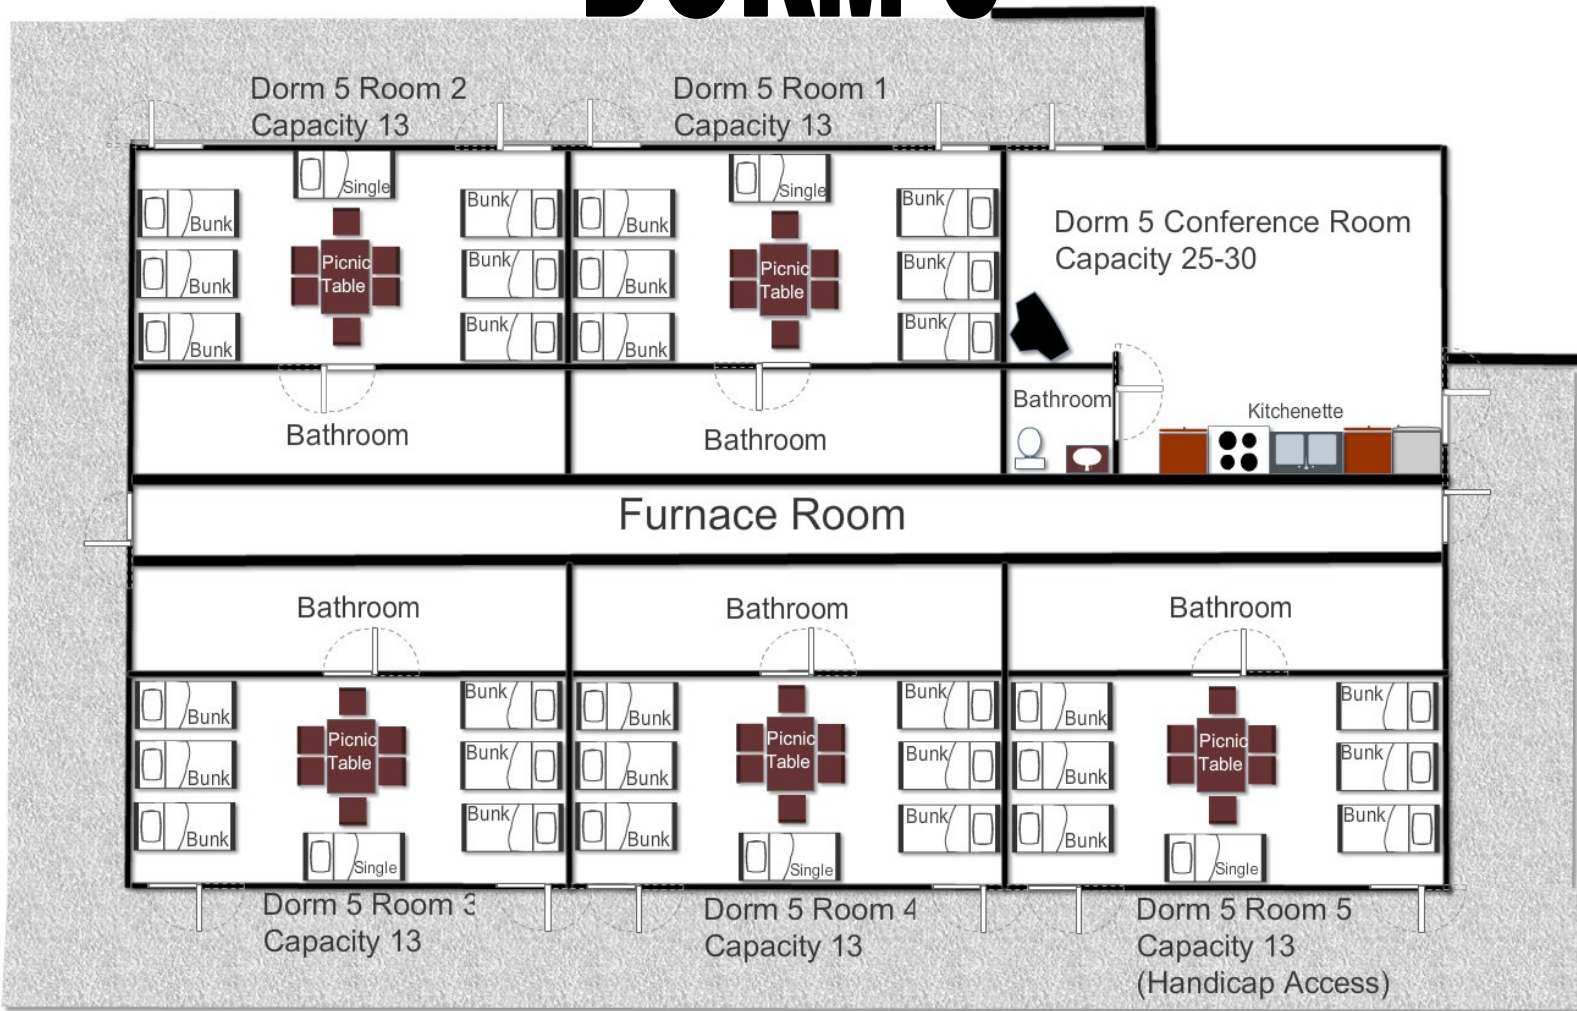 DORM 5
Dorm 5 Room 2
Capacity 13
Dorm 5 Room 1
Capacity 13
Single
Bunk
Bunk
Bunk
Bunk
Bunk
Bunk
Picnic
Table
Single
Bunk
Bunk
Bunk
Bunk
Bunk
Bunk
Picnic
Table
Dorm 5 Conference Room
Capacity 25-30
Bathroom
Bathroom
Bathroom
Kitchenette
Furnace Room
Bathroom
Bathroom
Bathroom
Bunk
Bunk
Bunk
Bunk
Bunk
Bunk
Picnic
Table
Single
Bunk
Bunk
Bunk
Bunk
Bunk
Bunk
Picnic
Table
Single
Bunk
Bunk
Bunk
Bunk
Bunk
Bunk
Picnic
Table
Single
Dorm 5 Room 3
Capacity 13
Dorm 5 Room 4
Capacity 13
Dorm 5 Room 5
Capacity 13
(Handicap Access)